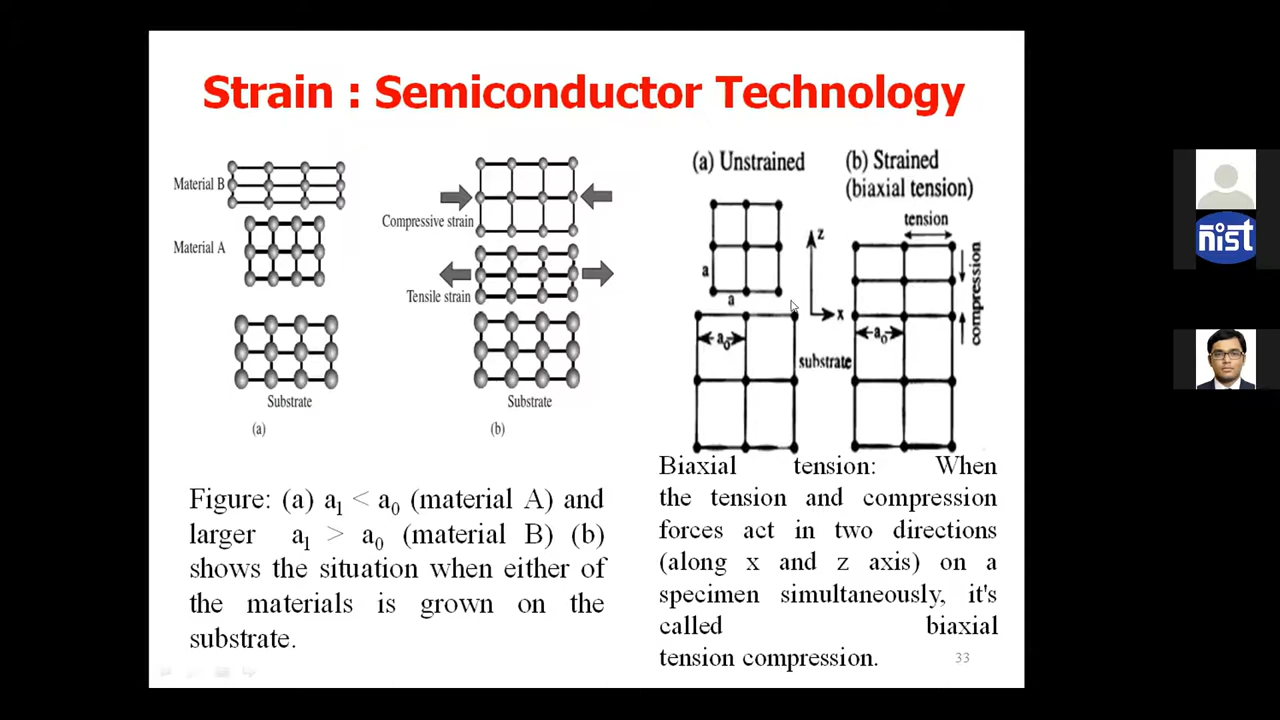 Strain : Semiconductor Technology
Material B
Material A
Substrate
(a)
Compressive strain
Tensile strain
Substrate
(b)
(a) Unstrained
a
a
z
x
a0
substrate
(b) Strained
(biaxial tension)
tension
compression
a0
Figure: (a) a1 < a0 (material A) and
larger a1 > a0 (material B) (b)
shows the situation when either of
the materials is grown on the
substrate.
Biaxial tension: When
the tension and compression
forces act in two directions
(along x and z axis) on a
specimen simultaneously, it's
called biaxial
tension compression.
33
nist